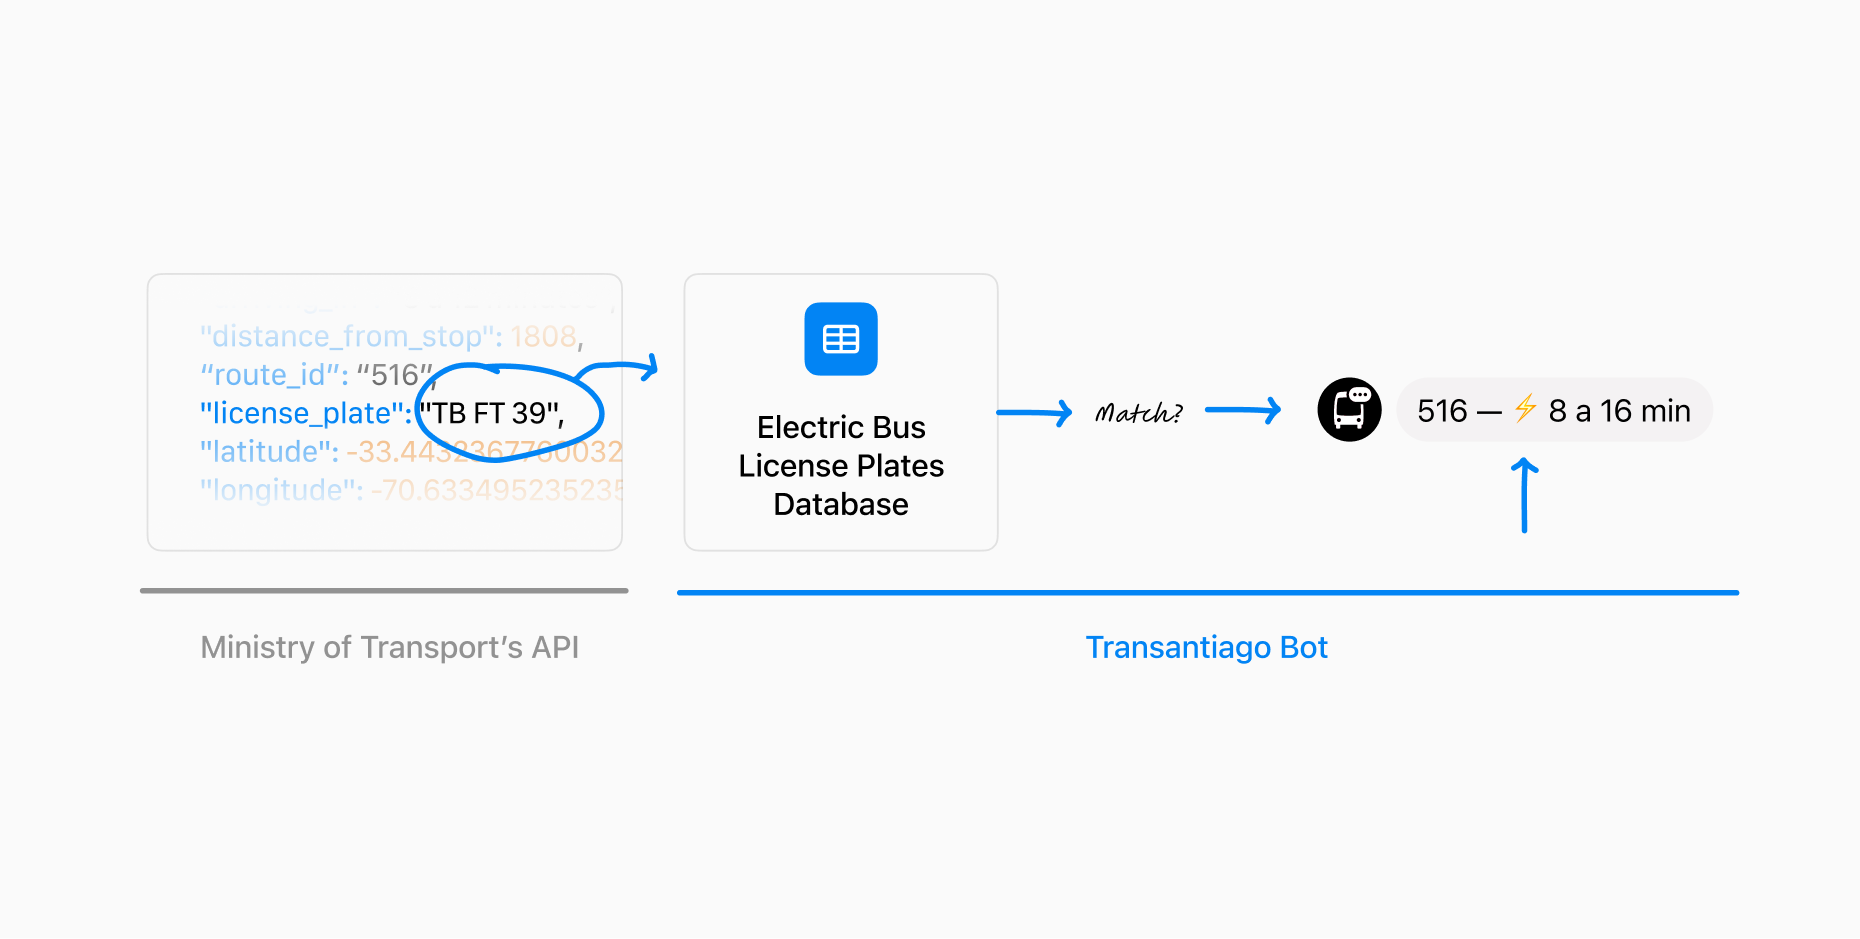 "distance_from_stop": 1808,
“route_id”: “516”,
"license_plate": "TB FT 39",
"latitude": -33.4432367700032
"longitude": -70.633495235235
Electric Bus
License Plates
Database
Match?
516 — ⚡ 8 a 16 min
Ministry of Transport’s API
Transantiago Bot